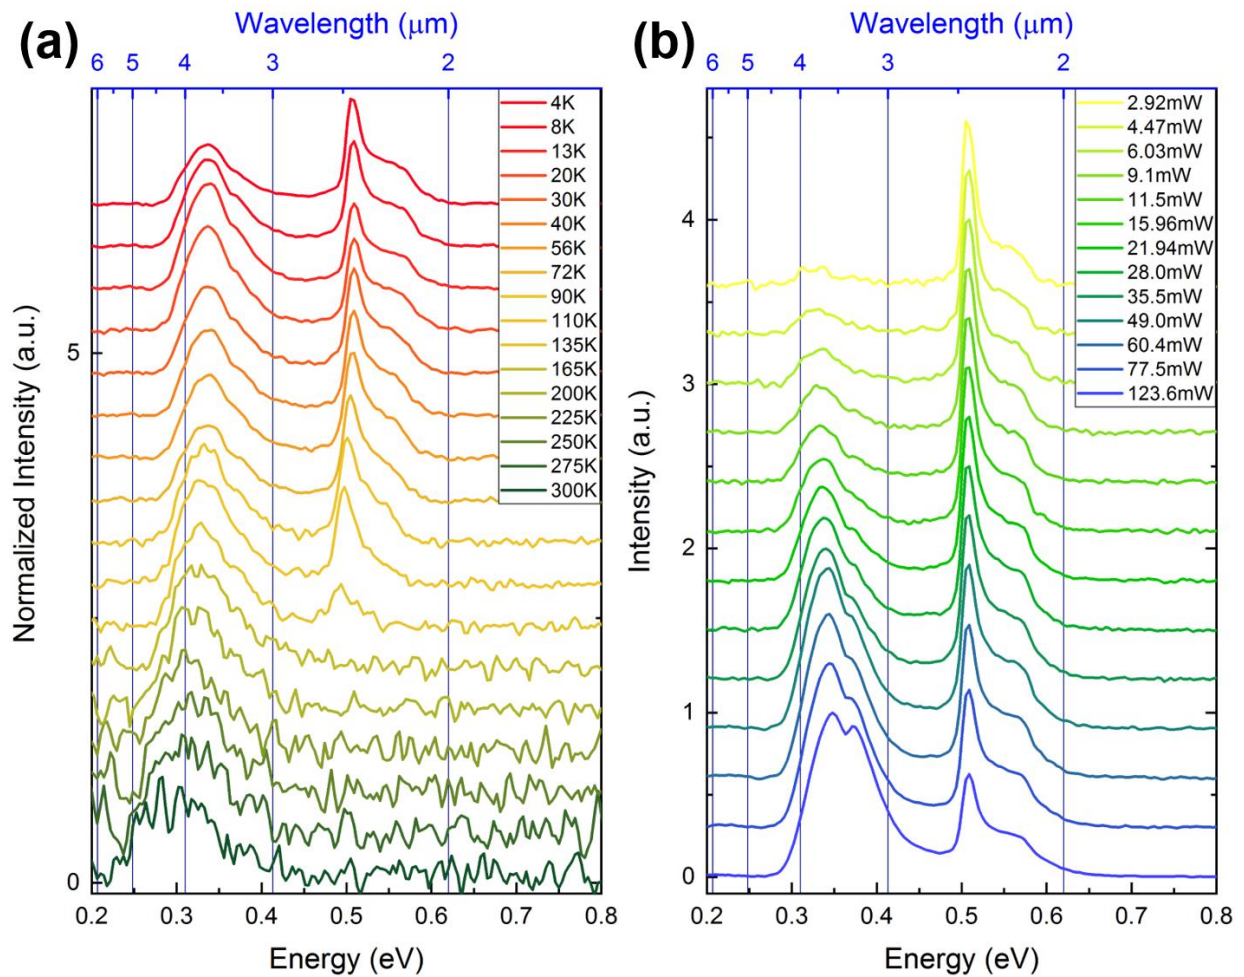 (a)
Wavelength (μm)
6 5 4 3 2
4K
8K
13K
20K
30K
40K
56K
72K
90K
110K
135K
165K
200K
225K
250K
275K
300K
Normalized Intensity (a.u.)
5
0
0.2 0.3 0.4 0.5 0.6 0.7 0.8
Energy (eV)
(b)
Wavelength (μm)
6 5 4 3 2
2.92mW
4.47mW
6.03mW
9.1mW
11.5mW
15.96mW
21.94mW
28.0mW
35.5mW
49.0mW
60.4mW
77.5mW
123.6mW
Intensity (a.u.)
4
3
2
1
0
0.2 0.3 0.4 0.5 0.6 0.7 0.8
Energy (eV)